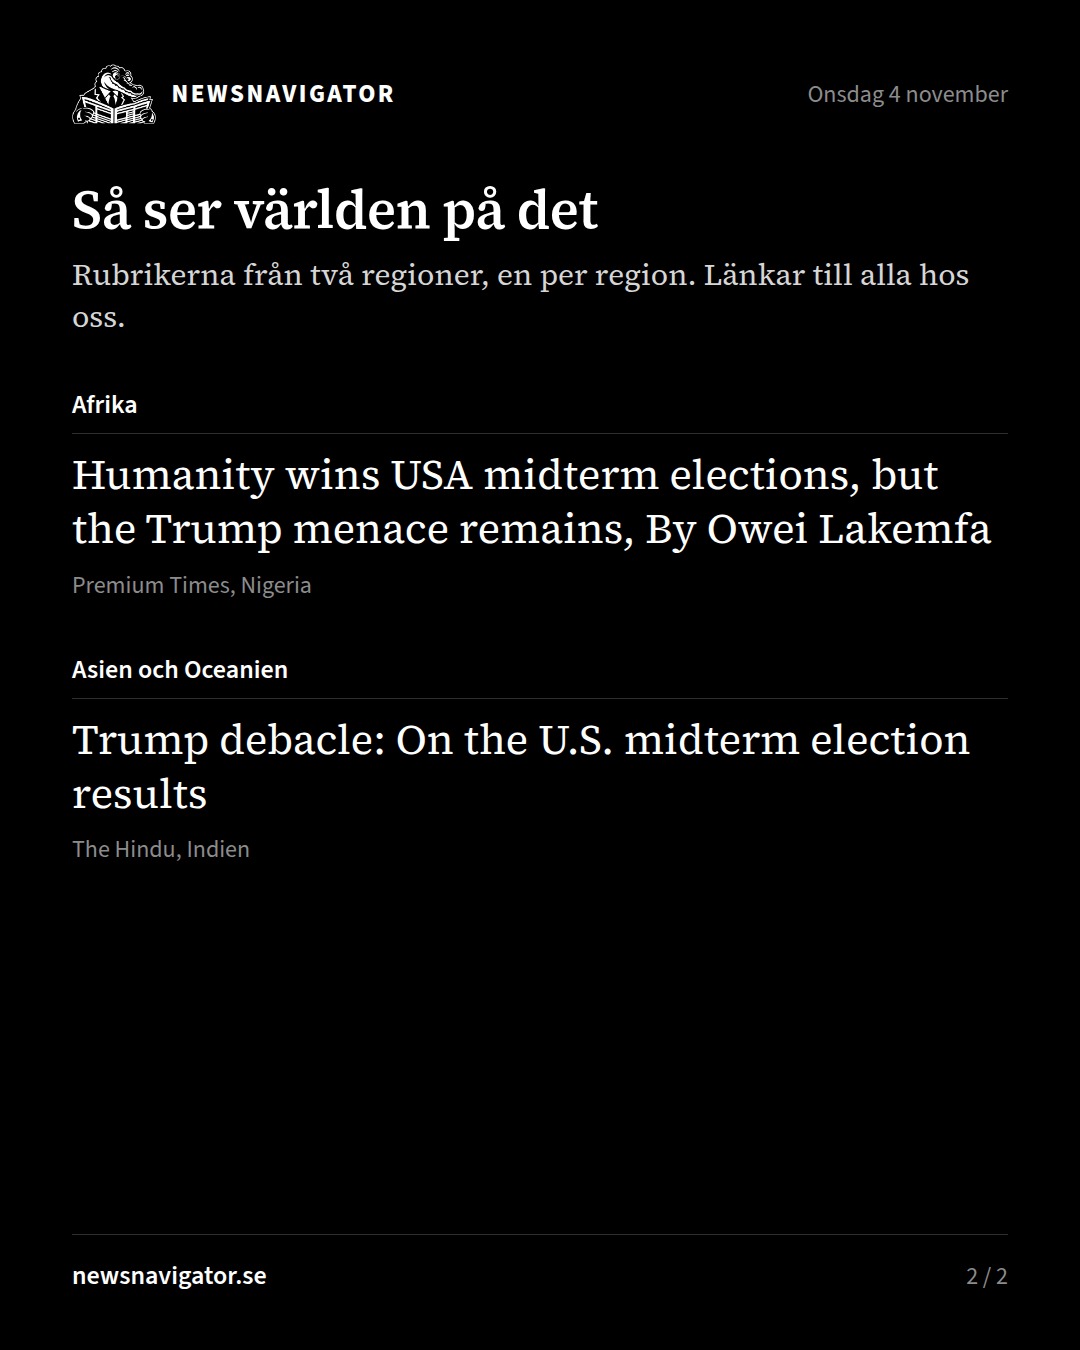 NEWSNAVIGATOR
Onsdag 4 november
Så ser världen på det
Rubrikerna från två regioner, en per region. Länkar till alla hos
oss.
Afrika
Humanity wins USA midterm elections, but
the Trump menace remains, By Owei Lakemfa
Premium Times, Nigeria
Asien och Oceanien
Trump debacle: On the U.S. midterm election
results
The Hindu, Indien
newsnavigator.se
2 / 2